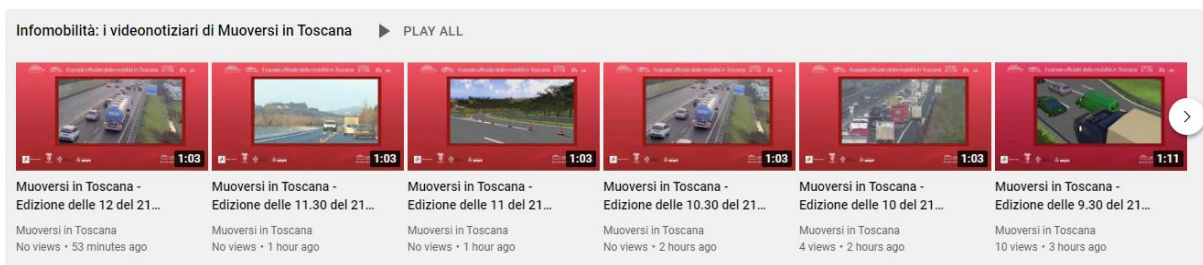 Infomobilità: i videonotiziari di Muoversi in Toscana PLAY ALL
1:03
1:03
1:03
1:03
1:03
1:11
Muoversi in Toscana -
Edizione delle 12 del 21...
Muoversi in Toscana
No views • 53 minutes ago
Muoversi in Toscana -
Edizione delle 11.30 del 21...
Muoversi in Toscana
No views • 1 hour ago
Muoversi in Toscana -
Edizione delle 11 del 21...
Muoversi in Toscana
No views • 1 hour ago
Muoversi in Toscana -
Edizione delle 10.30 del 21...
Muoversi in Toscana
No views • 2 hours ago
Muoversi in Toscana -
Edizione delle 10 del 21...
Muoversi in Toscana
4 views • 2 hours ago
Muoversi in Toscana -
Edizione delle 9.30 del 21...
Muoversi in Toscana
10 views • 3 hours ago